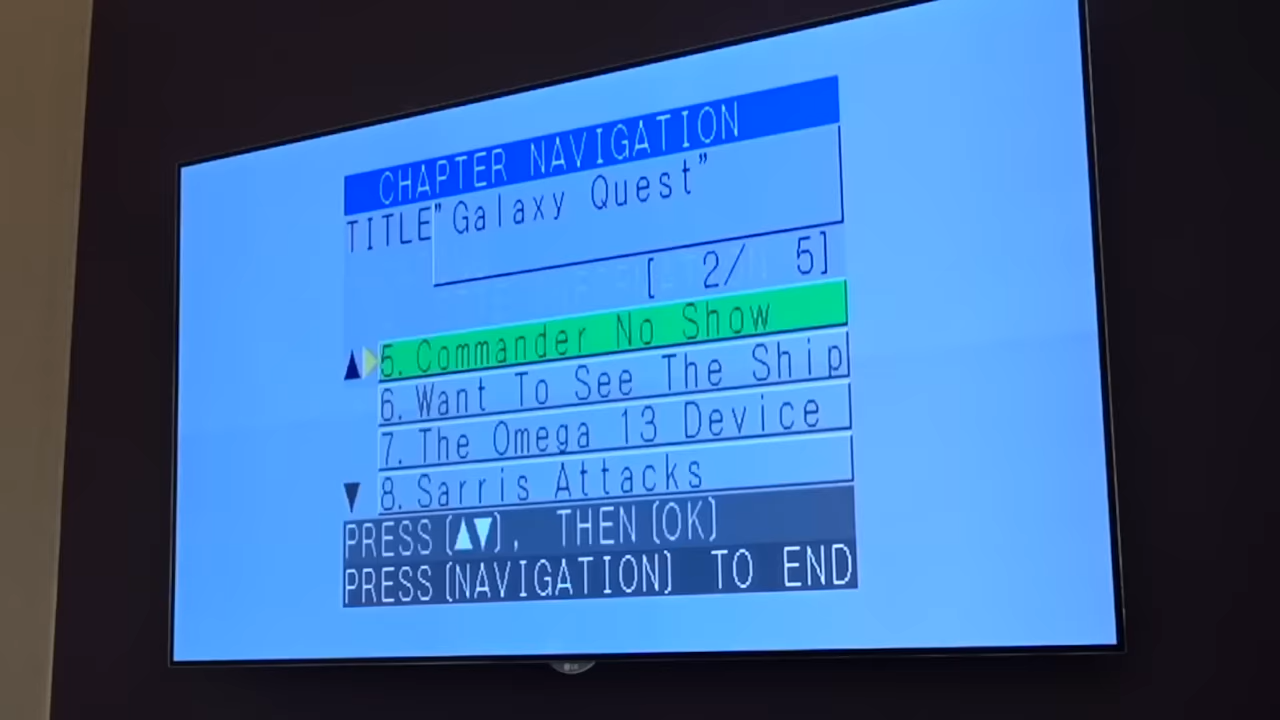 CHAPTER NAVIGATION
TITLE"Galaxy Quest"
[ 2/ 5]
▲▶5. Commander No Show
6. Want To See The Ship
7. The Omega 13 Device
▼ 8. Sarris Attacks
PRESS (▲▼), THEN (OK)
PRESS (NAVIGATION) TO END
LG